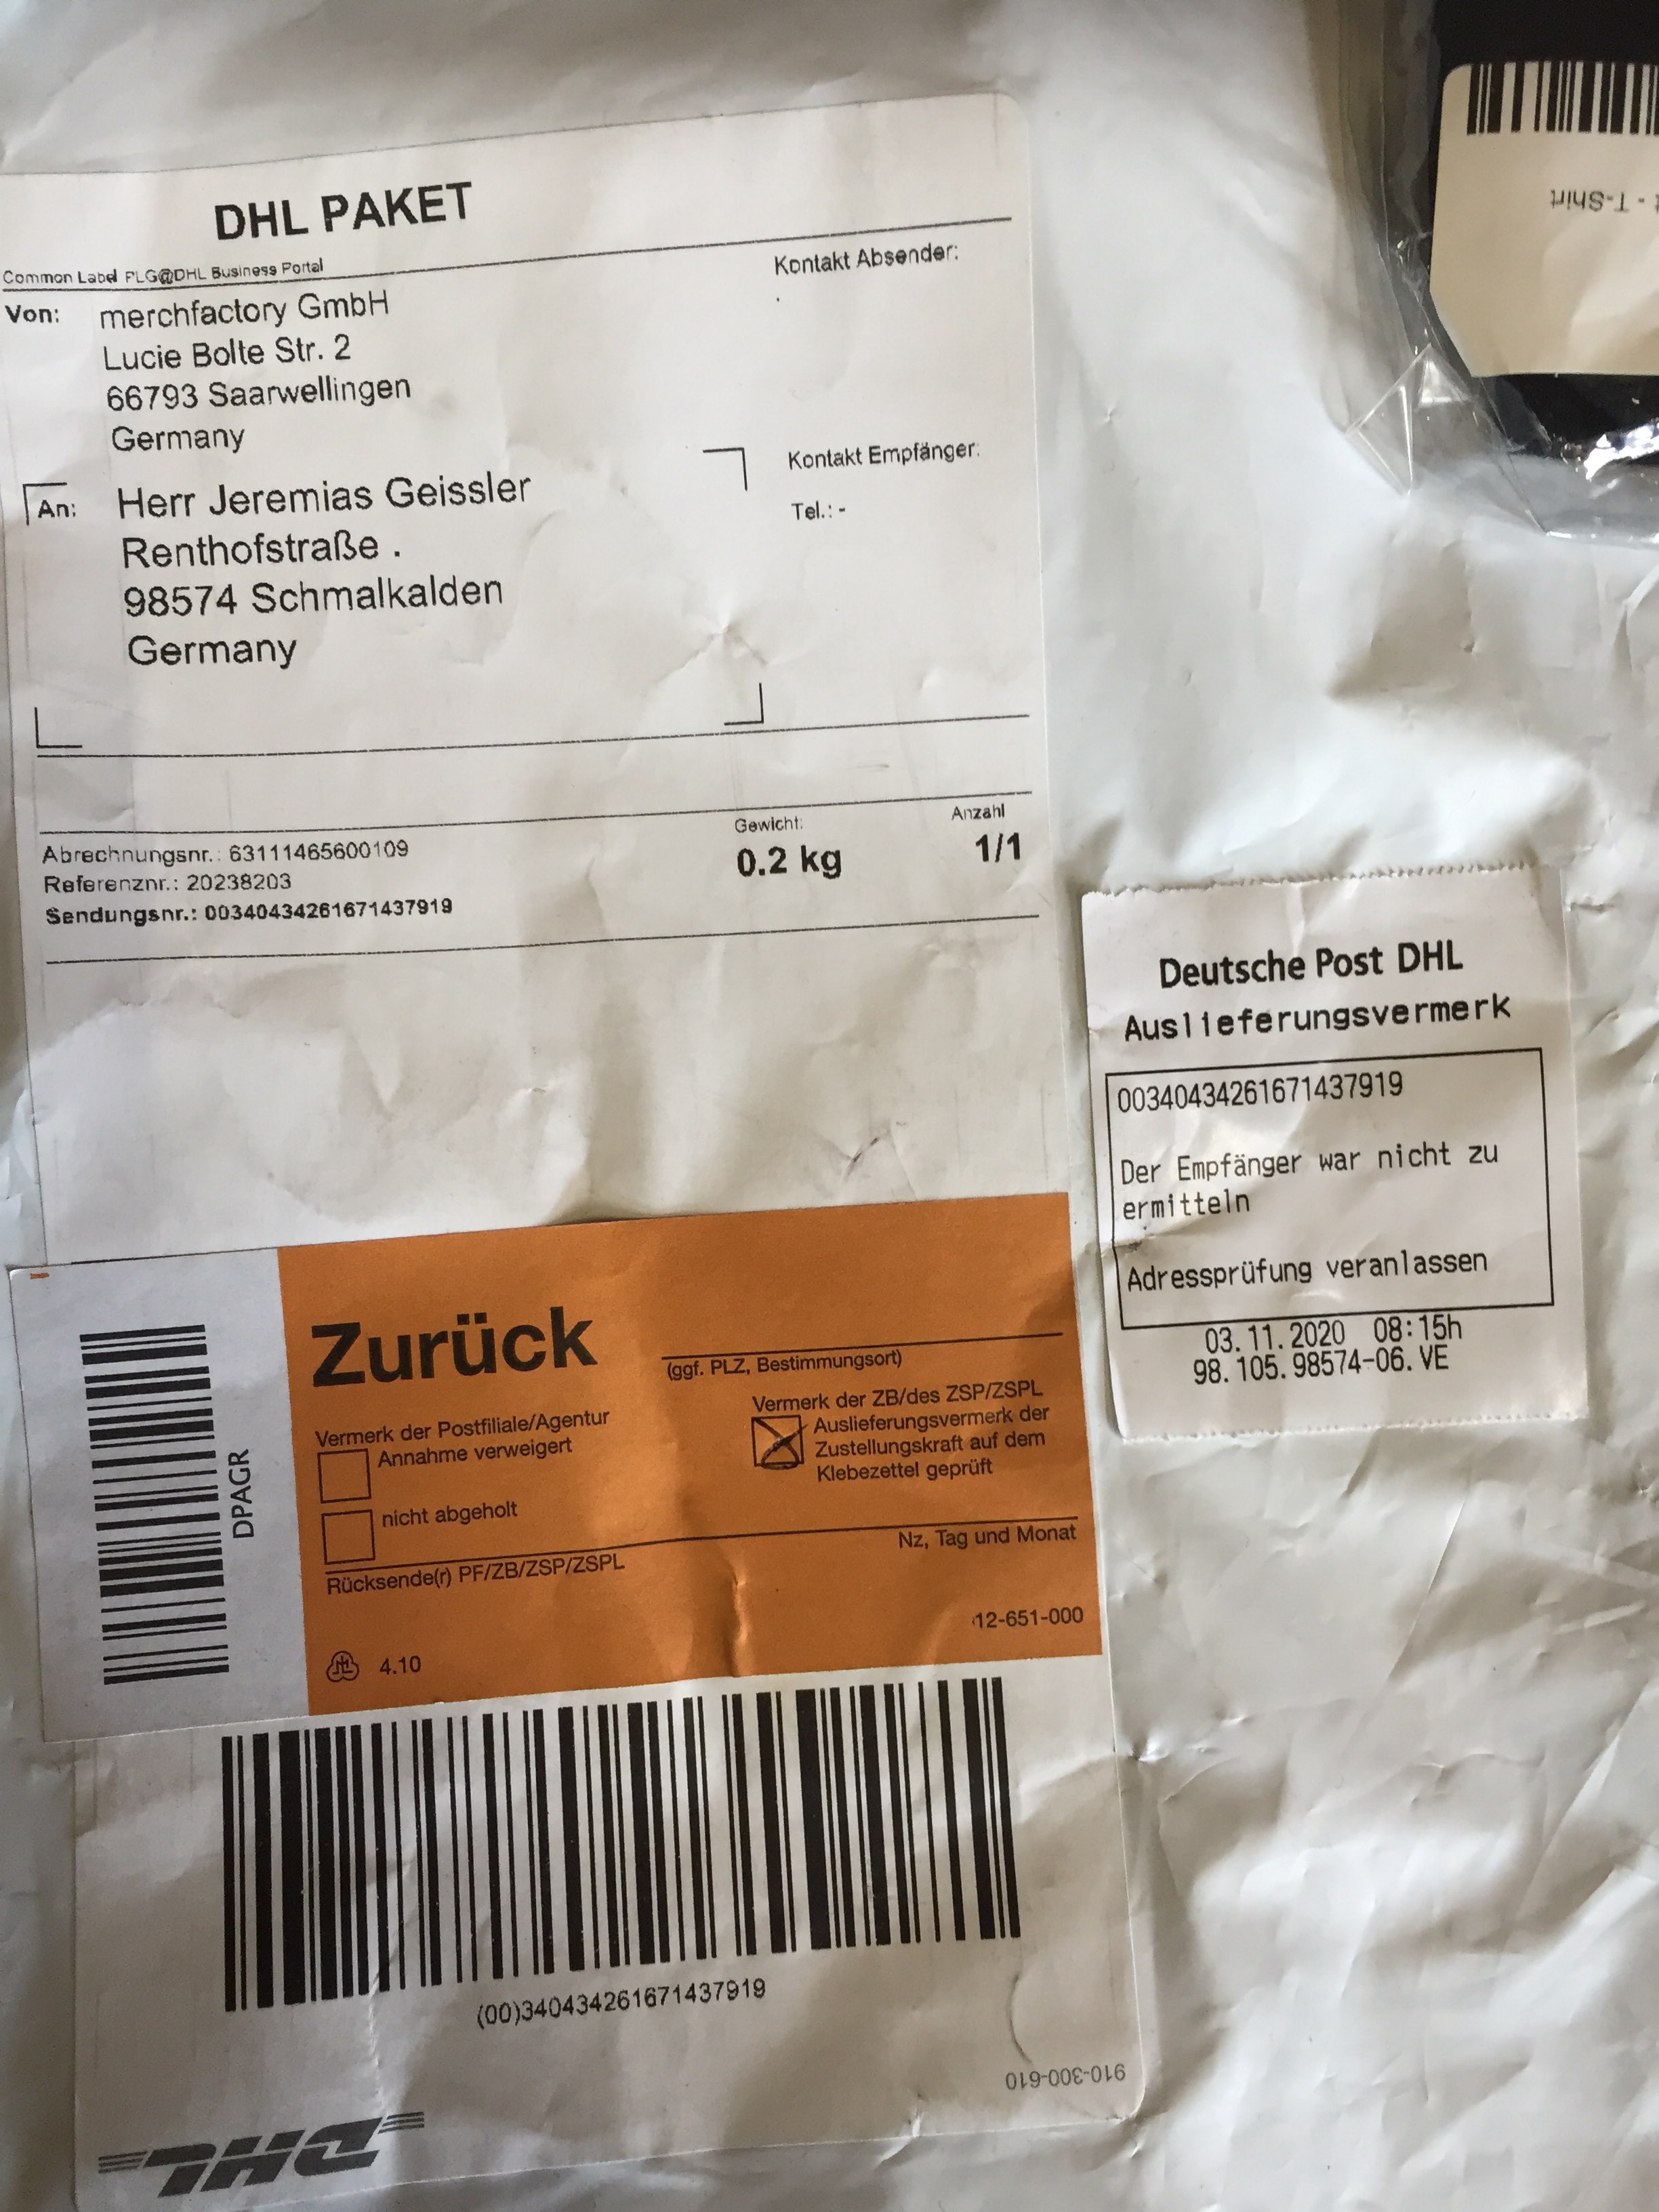 DHL PAKET
Common Label PLG@DHL Business Portal
Kontakt Absender:
Von: merchfactory GmbH
Lucie Bolte Str. 2
66793 Saarwellingen
Germany
Kontakt Empfänger:
Tel.: -
An: Herr Jeremias Geissler
Renthofstraße .
98574 Schmalkalden
Germany
Abrechnungsnr.: 63111465600109
Referenznr.: 20238203
Sendungsnr.: 00340434261671437919
Gewicht:
0.2 kg
Anzahl
1/1
- T-Shirt
Deutsche Post DHL
Auslieferungsvermerk
00340434261671437919
Der Empfänger war nicht zu
ermitteln
Adressprüfung veranlassen
03.11.2020 08:15h
98.105.98574-06.VE
DPAGR
Zurück
(ggf. PLZ, Bestimmungsort)
Vermerk der Postfiliale/Agentur
Annahme verweigert
nicht abgeholt
Vermerk der ZB/des ZSP/ZSPL
Auslieferungsvermerk der
Zustellungskraft auf dem
Klebezettel geprüft
Rücksende(r) PF/ZB/ZSP/ZSPL
Nz, Tag und Monat
4.10
12-651-000
(00)340434261671437919
910-300-610
DHL